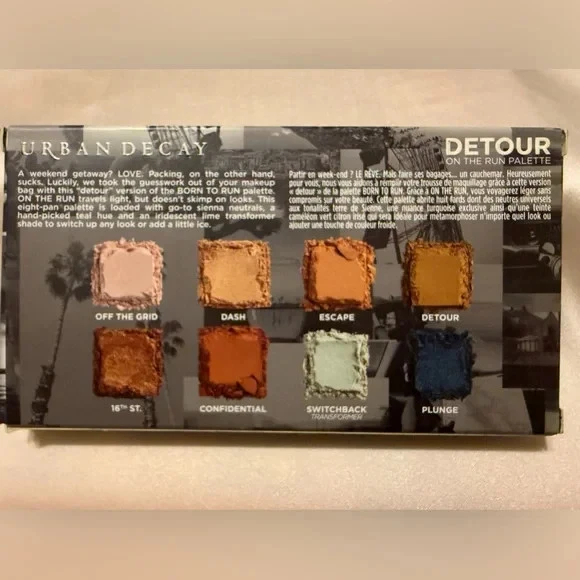 URBAN DECAY
DETOUR
ON THE RUN PALETTE
A weekend getaway? LOVE. Packing, on the other hand,
sucks. Luckily, we took the guesswork out of your makeup
bag with this "detour" version of the BORN TO RUN palette.
ON THE RUN travels light, but doesn't skimp on looks. This
eight-pan palette is loaded with go-to sienna neutrals, a
hand-picked teal hue and an iridescent lime transformer
shade to switch up any look or add a little ice.
Partir en week-end ? LE RÊVE. Mais faire ses bagages... un cauchemar. Heureusement
pour vous, nous vous aidons à remplir votre trousse de maquillage grâce à cette version
« detour » de la palette BORN TO RUN. Grâce à ON THE RUN, vous voyagerez léger sans
compromis sur votre beauté. Cette palette abrite huit fards dont des neutres universels
aux tonalités terre de Sienne, une nuance turquoise exclusive ainsi qu'une teinte
caméléon vert citron irisé qui sera idéale pour métamorphoser n'importe quel look ou
ajouter une touche de couleur froide.
OFF THE GRID
DASH
ESCAPE
DETOUR
16TH ST.
CONFIDENTIAL
SWITCHBACK
TRANSFORMER
PLUNGE